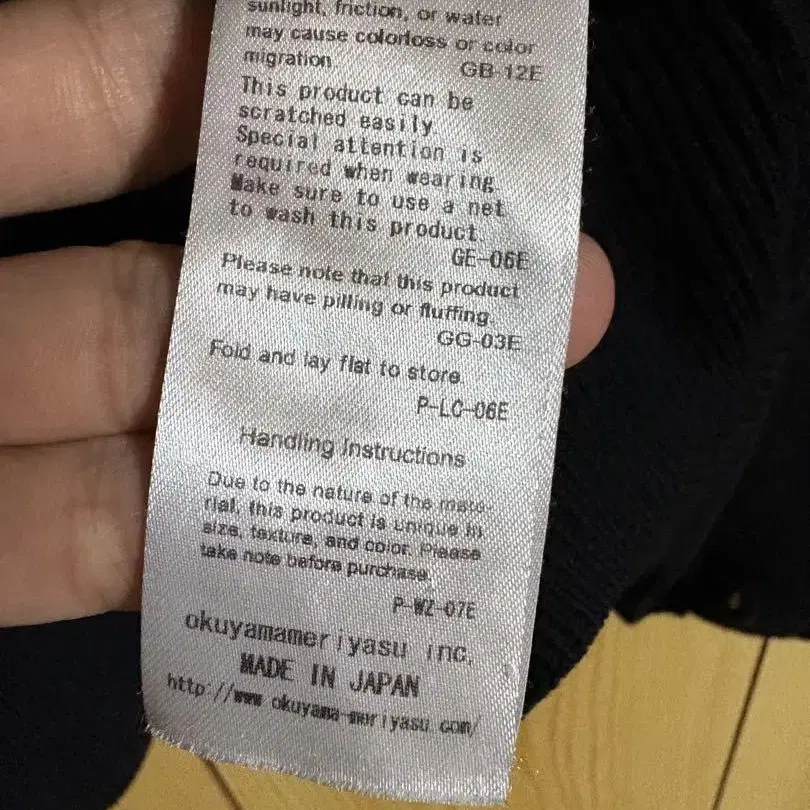 sunlight, friction, or water
may cause colorloss or color
migration.
GB-12E
This product can be
scratched easily.
Special attention is
required when wearing.
Make sure to use a net
to wash this product.
GE-06E
Please note that this product
may have pilling or fluffing.
GG-03E
Fold and lay flat to store.
P-LC-06E
Handling Instructions
Due to the nature of the mate-
rial, this product is unique in
size, texture, and color. Please
take note before purchase.
P-WZ-07E
okuyamameriyasu inc.
MADE IN JAPAN
http://www.okuyama-meriyasu.com/